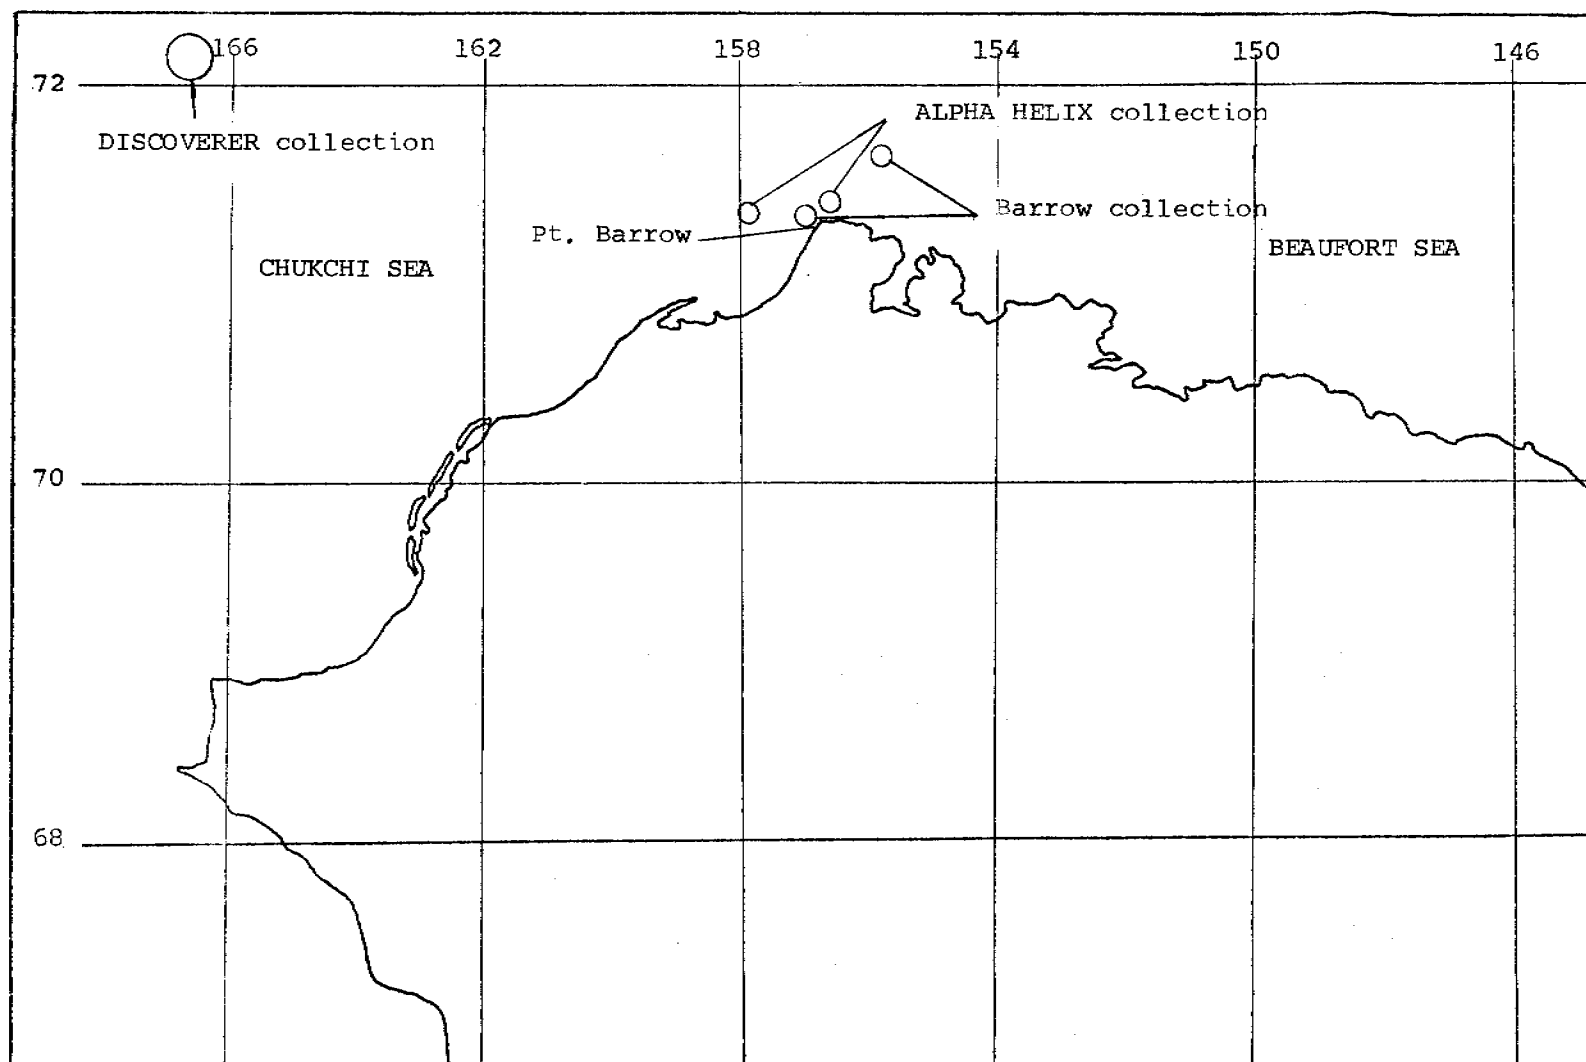 166 162 158 154 150 146
72
ALPHA HELIX collection
DISCOVERER collection
Barrow collection
Pt. Barrow
BEAUFORT SEA
CHUKCHI SEA
70
68